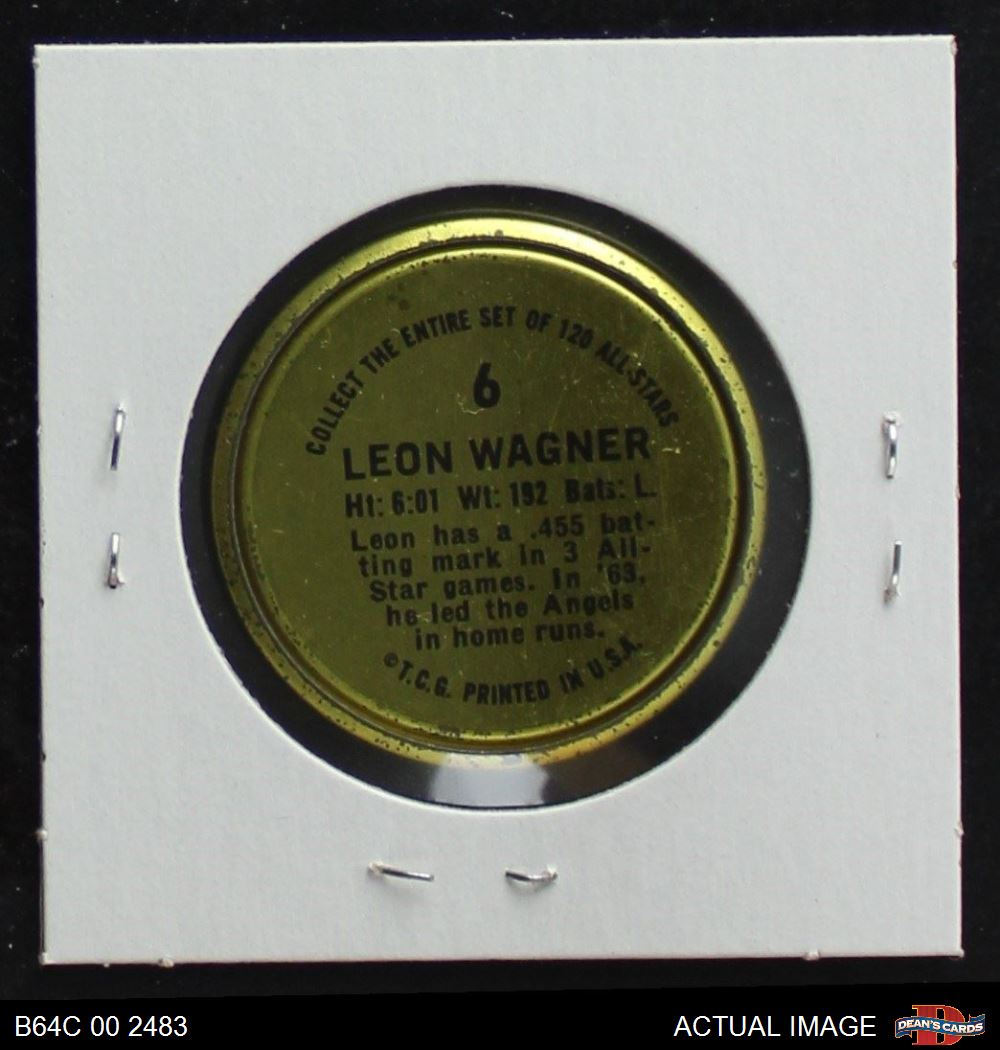 COLLECT THE ENTIRE SET OF 120 ALL-STARS
6
LEON WAGNER
Ht: 6:01 Wt: 192 Bats: L.
Leon has a .455 bat-
ting mark in 3 All-
Star games. In '63,
he led the Angels
in home runs.
©T.C.G. PRINTED IN U.S.A.
B64C 00 2483
ACTUAL IMAGE
D
DEAN'S CARDS